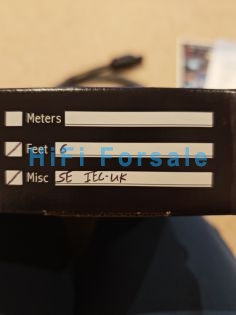 Meters
Feet 6
HiFi Forsale
Misc SE IEC-UK